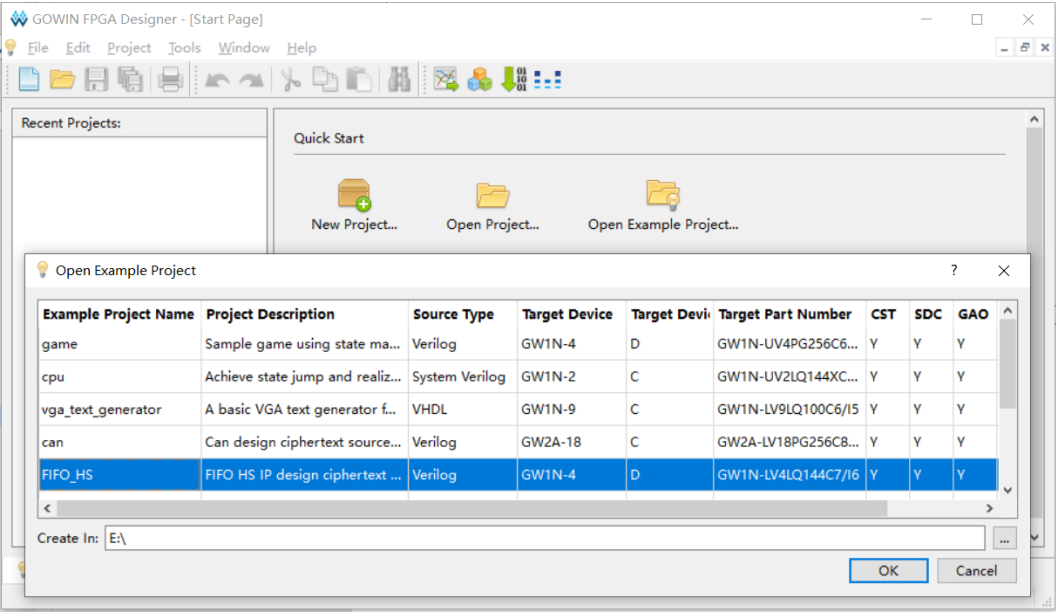 GOWIN FPGA Designer - [Start Page]
File Edit Project Tools Window Help
Recent Projects:
Quick Start
New Project... Open Project... Open Example Project...
Open Example Project ?
Example Project Name Project Description Source Type Target Device Target Devi Target Part Number CST SDC GAO
game Sample game using state ma... Verilog GW1N-4 D GW1N-UV4PG256C6... Y Y Y
cpu Achieve state jump and realiz... System Verilog GW1N-2 C GW1N-UV2LQ144XC... Y Y Y
vga_text_generator A basic VGA text generator f... VHDL GW1N-9 C GW1N-LV9LQ100C6/I5 Y Y Y
can Can design ciphertext source... Verilog GW2A-18 C GW2A-LV18PG256C8... Y Y Y
FIFO_HS FIFO HS IP design ciphertext ... Verilog GW1N-4 D GW1N-LV4LQ144C7/I6 Y Y Y
Create In: E:\ ...
OK Cancel